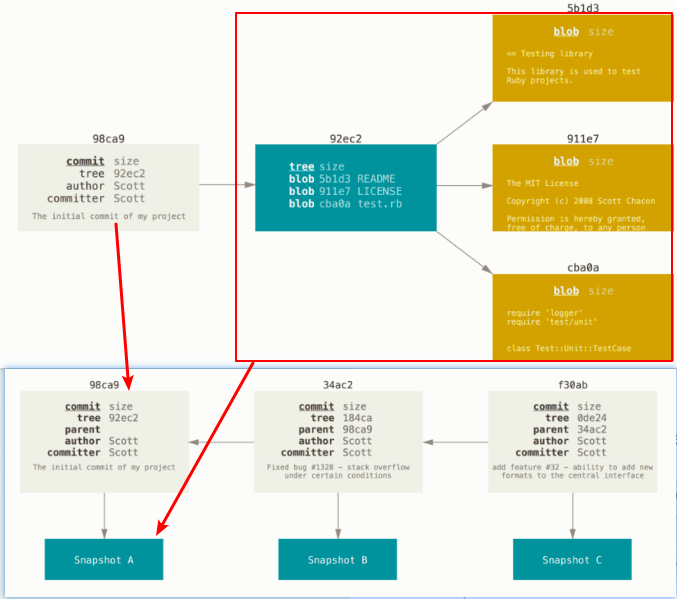 5b1d3
blob size
== Testing library
This library is used to test
Ruby projects.
98ca9
commit size
tree 92ec2
author Scott
committer Scott
The initial commit of my project
92ec2
tree size
blob 5b1d3 README
blob 911e7 LICENSE
blob cba0a test.rb
911e7
blob size
The MIT License
Copyright (c) 2008 Scott Chacon
Permission is hereby granted,
free of charge, to any person
cba0a
blob size
require 'logger'
require 'test/unit'
class Test::Unit::TestCase
98ca9
commit size
tree 92ec2
parent
author Scott
committer Scott
The initial commit of my project
34ac2
commit size
tree 184ca
parent 98ca9
author Scott
committer Scott
Fixed bug #1328 – stack overflow
under certain conditions
f30ab
commit size
tree 0de24
parent 34ac2
author Scott
committer Scott
add feature #32 – ability to add new
formats to the central interface
Snapshot A
Snapshot B
Snapshot C